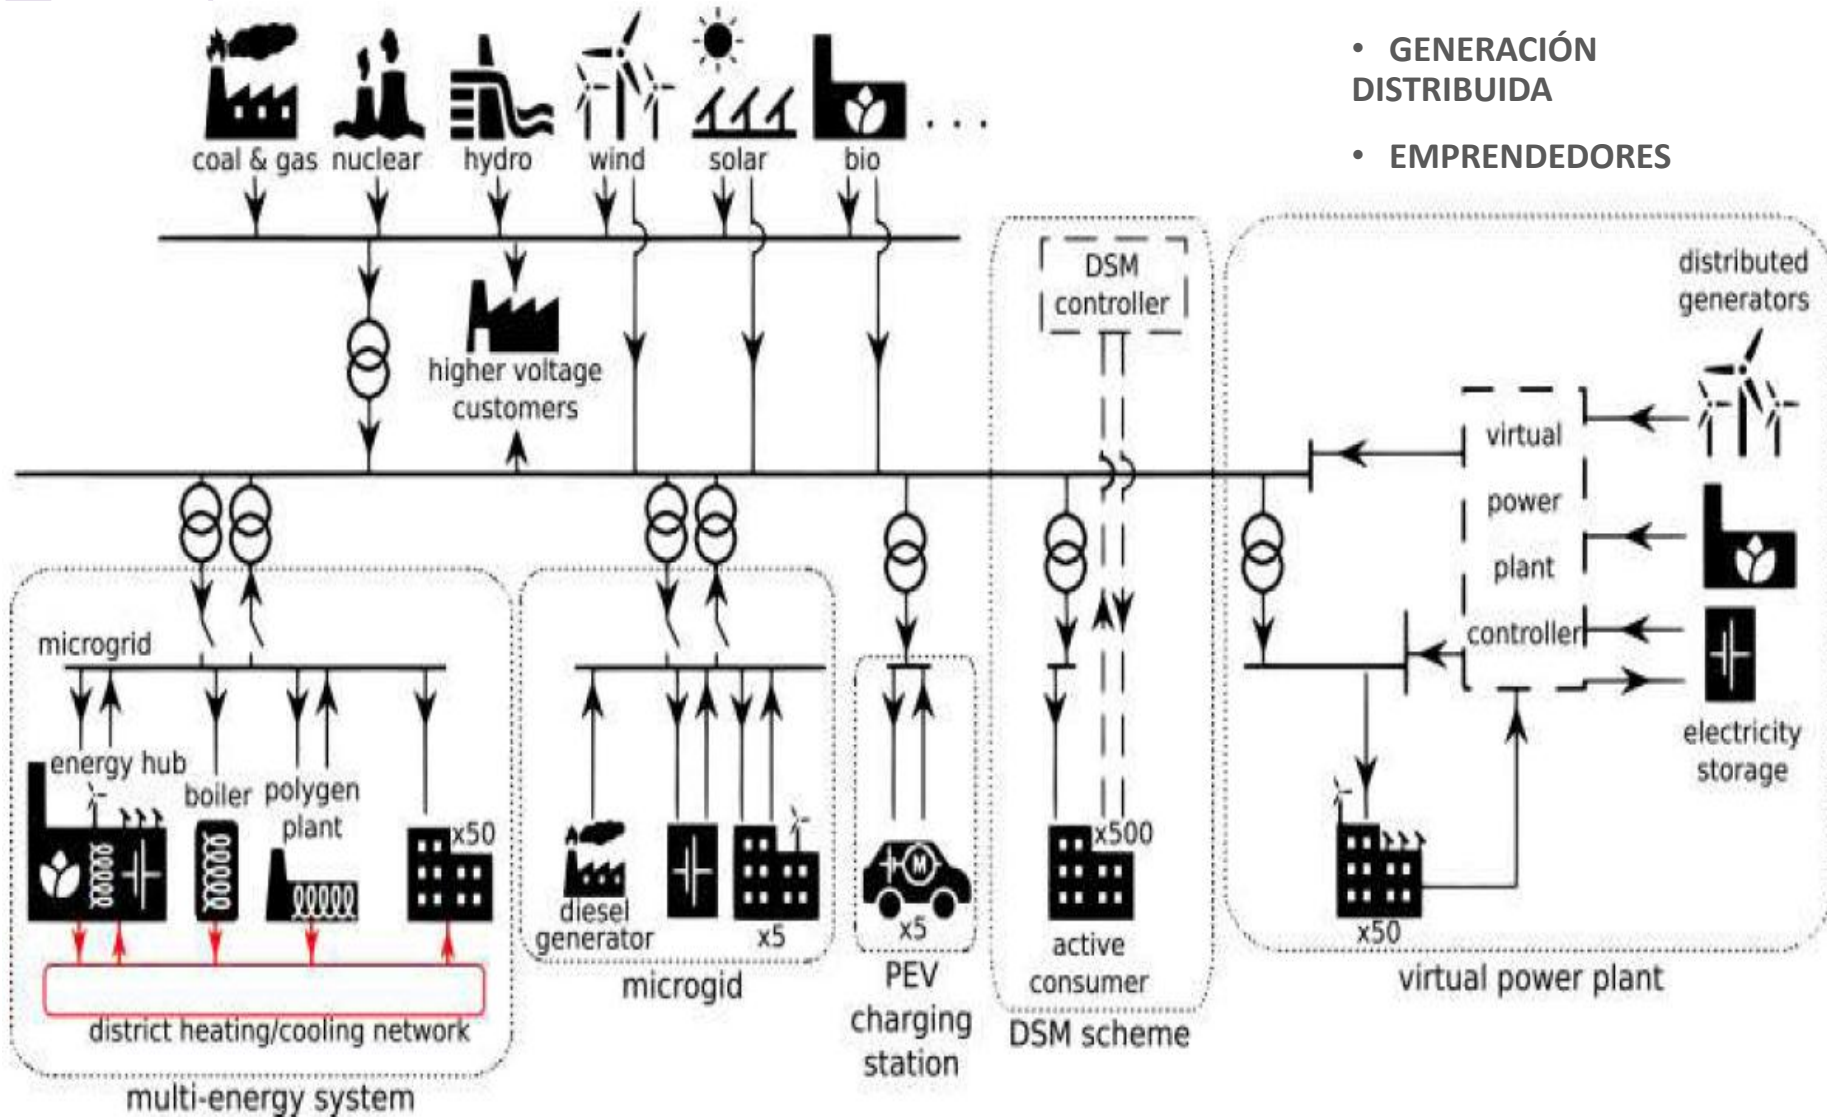 • GENERACIÓN
DISTRIBUIDA
• EMPRENDEDORES
coal & gas
nuclear
hydro
wind
solar
bio
. . .
higher voltage
customers
DSM
controller
distributed
generators
virtual
power
plant
controller
electricity
storage
x50
virtual power plant
microgrid
energy hub
boiler
polygen
plant
x50
district heating/cooling network
multi-energy system
diesel
generator
x5
microgid
M
x5
PEV
charging
station
x500
active
consumer
DSM scheme